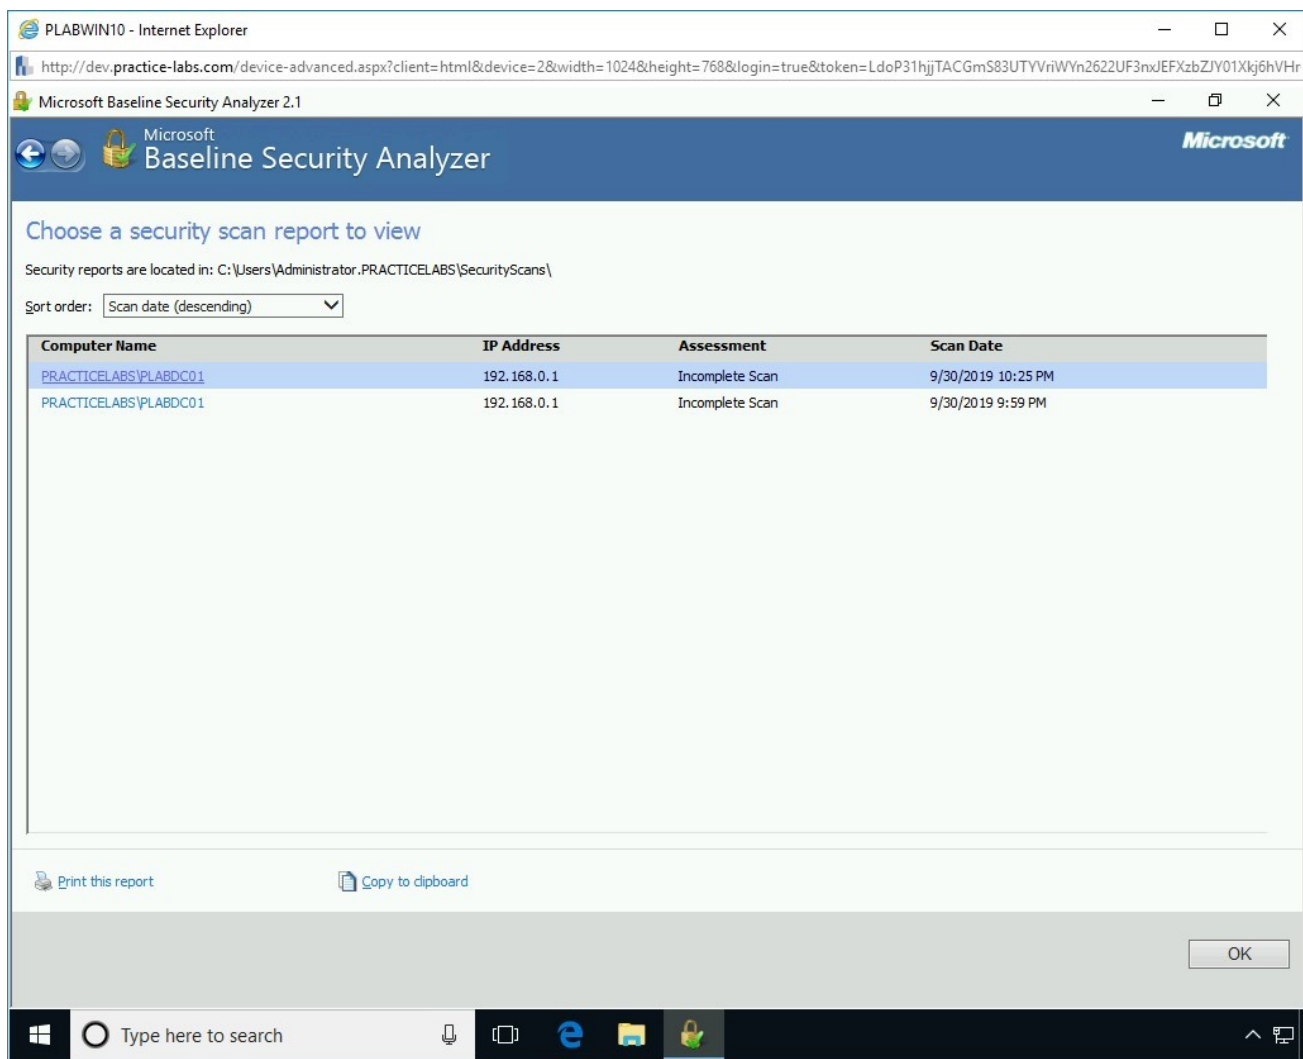 PLABWIN10 - Internet Explorer
http://dev.practice-labs.com/device-advanced.aspx?client=html&device=2&width=1024&height=768&login=true&token=LdoP31hjjTACGmS83UTYVriWYn2622UF3nxJEFXzbZJY01Xkj6hVHr
Microsoft Baseline Security Analyzer 2.1
Microsoft
Baseline Security Analyzer
Microsoft
Choose a security scan report to view
Security reports are located in: C:\Users\Administrator.PRACTICELABS\SecurityScans\
Sort order: Scan date (descending)
Computer Name IP Address Assessment Scan Date
PRACTICELABS\PLABDC01 192.168.0.1 Incomplete Scan 9/30/2019 10:25 PM
PRACTICELABS\PLABDC01 192.168.0.1 Incomplete Scan 9/30/2019 9:59 PM
Print this report Copy to clipboard
OK
Type here to search